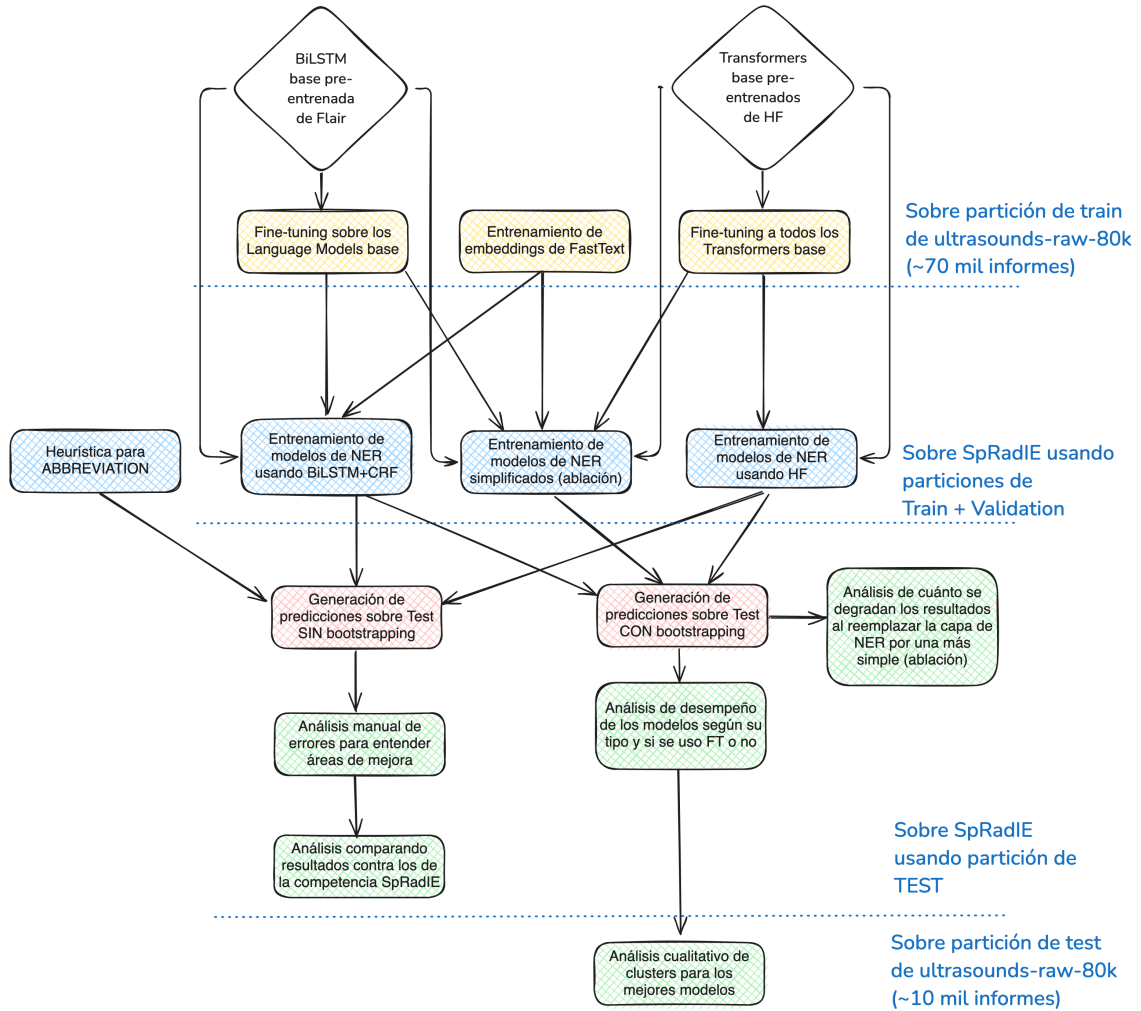 BiLSTM
base pre-
entrenada
de Flair
Transformers
base pre-
entrenados
de HF
Fine-tuning sobre los
Language Models base
Entrenamiento de
embeddings de FastText
Fine-tuning a todos los
Transformers base
Sobre partición de train
de ultrasounds-raw-80k
(~70 mil informes)
Heurística para
ABBREVIATION
Entrenamiento de
modelos de NER
usando BiLSTM+CRF
Entrenamiento de
modelos de NER
simplificados (ablación)
Entrenamiento de
modelos de NER
usando HF
Sobre SpRadIE usando
particiones de
Train + Validation
Generación de
predicciones sobre Test
SIN bootstrapping
Generación de
predicciones sobre Test
CON bootstrapping
Análisis de cuánto se
degradan los resultados
al reemplazar la capa de
NER por una más
simple (ablación)
Análisis manual de
errores para entender
áreas de mejora
Análisis de desempeño
de los modelos según su
tipo y si se uso FT o no
Análisis comparando
resultados contra los de
la competencia SpRadIE
Sobre SpRadIE
usando partición de
TEST
Análisis cualitativo de
clusters para los
mejores modelos
Sobre partición de test
de ultrasounds-raw-80k
(~10 mil informes)